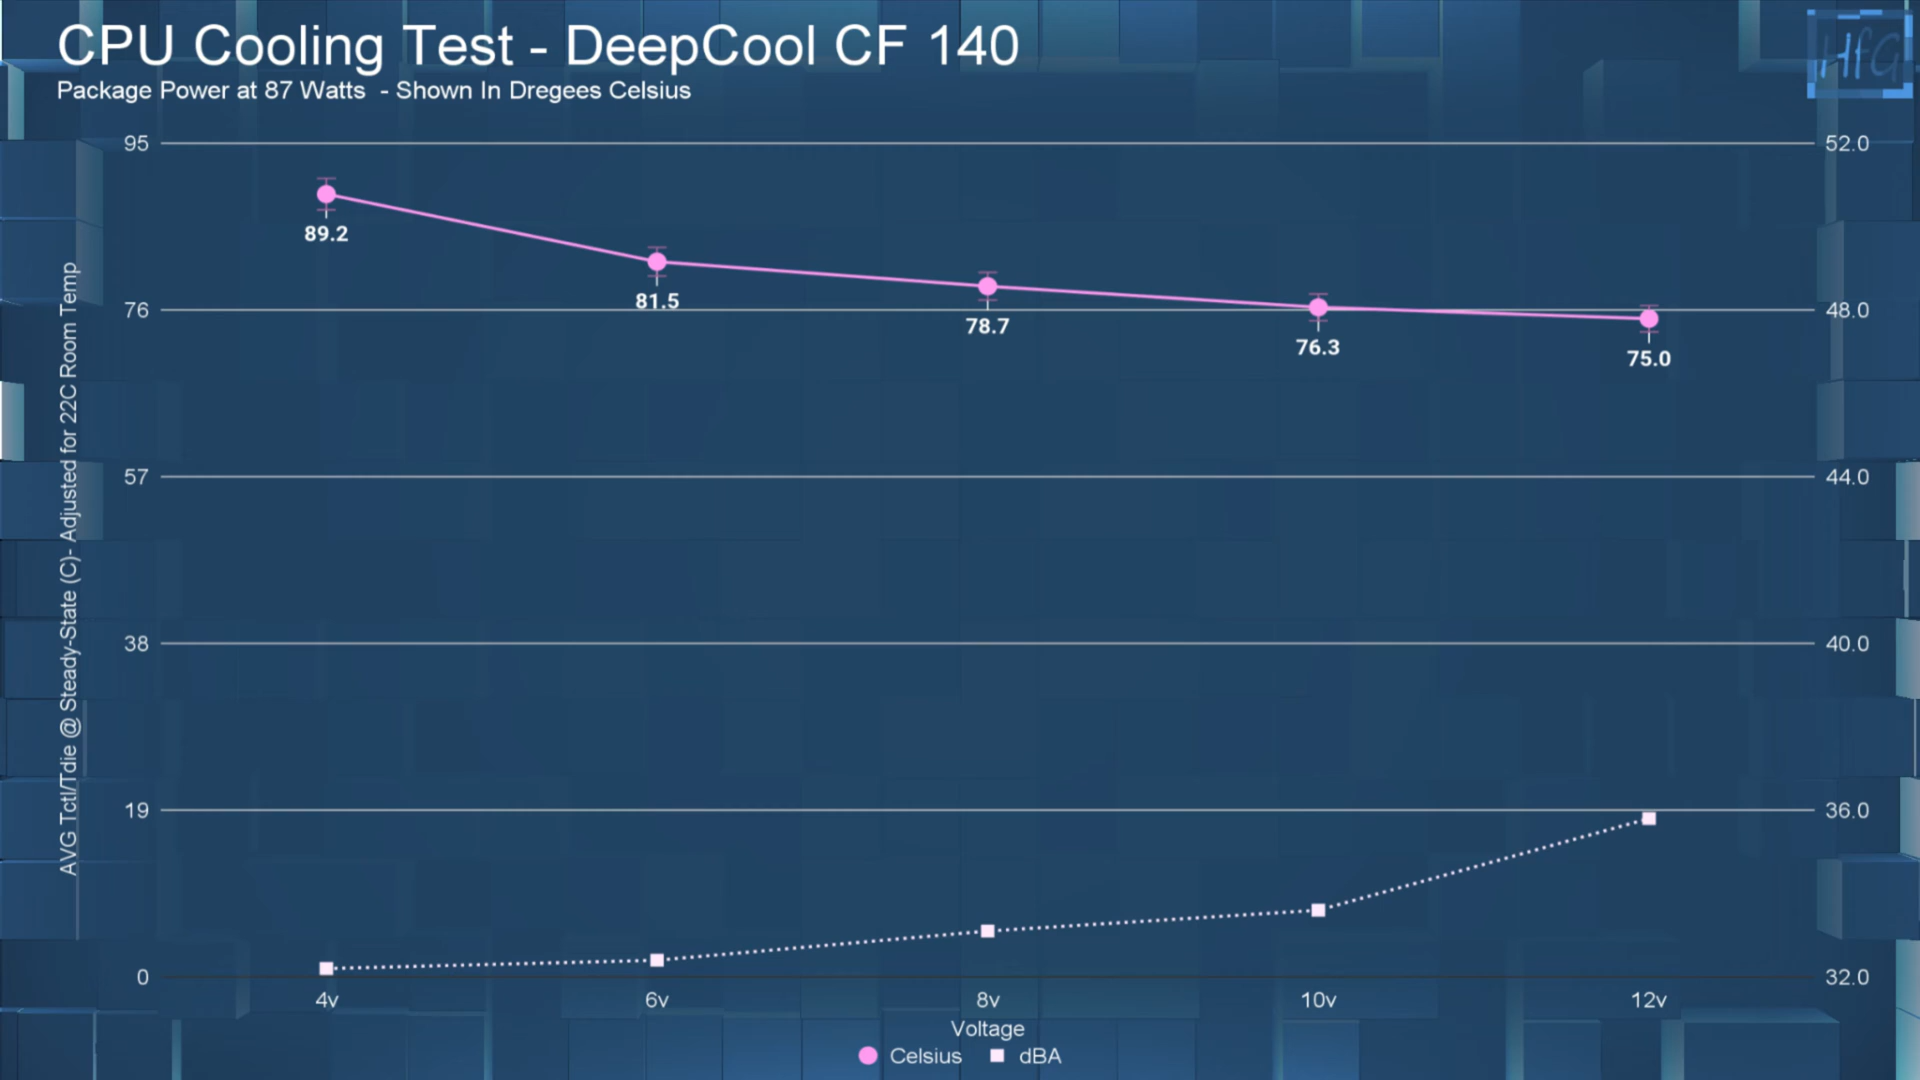 CPU Cooling Test - DeepCool CF 140
Package Power at 87 Watts - Shown In Dregees Celsius
HfG
95
52.0
89.2
81.5
76
48.0
78.7
76.3
75.0
57
44.0
38
40.0
19
36.0
0
32.0
AVG Tctl/Tdie @ Steady-State (C)- Adjusted for 22C Room Temp
4v 6v 8v 10v 12v
Voltage
Celsius dBA